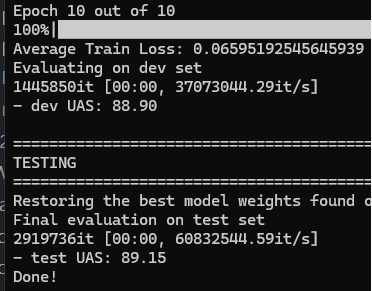 Epoch 10 out of 10
100%|
Average Train Loss: 0.06595192545645939
Evaluating on dev set
1445850it [00:00, 37073044.29it/s]
- dev UAS: 88.90
================================================
TESTING
================================================
Restoring the best model weights found o
Final evaluation on test set
2919736it [00:00, 60832544.59it/s]
- test UAS: 89.15
Done!